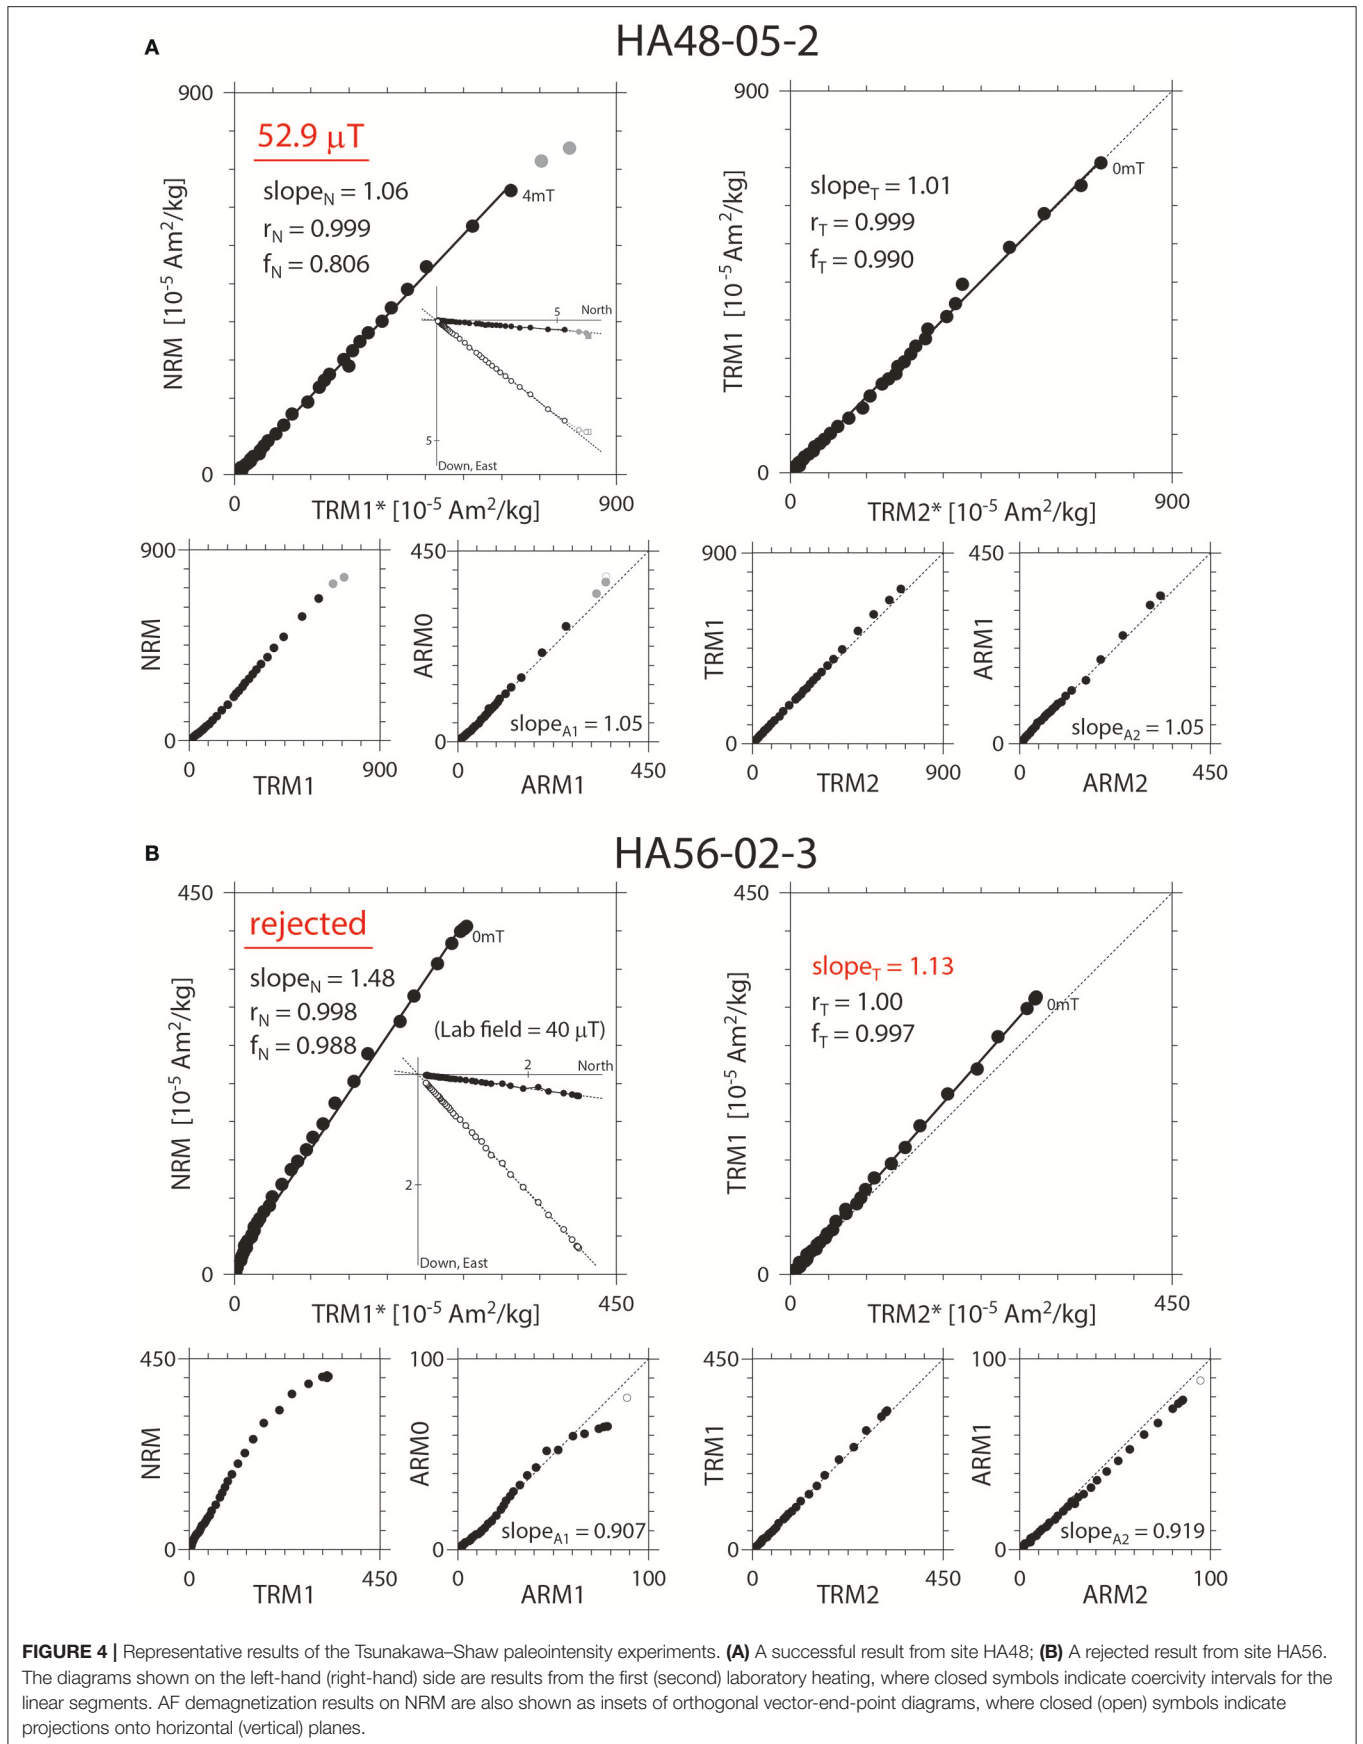 A
HA48-05-2
900
52.9 μT
slopeN = 1.06
rN = 0.999
fN = 0.806
4mT
5
North
5
Down, East
NRM [10-5 Am2/kg]
0
0
TRM1* [10-5 Am2/kg]
900
900
slopeT = 1.01
rT = 0.999
fT = 0.990
0mT
TRM1 [10-5 Am2/kg]
0
0
TRM2* [10-5 Am2/kg]
900
900
NRM
0
0
TRM1
900
450
ARM0
slopeA1 = 1.05
0
0
ARM1
450
900
TRM1
0
0
TRM2
900
450
ARM1
slopeA2 = 1.05
0
0
ARM2
450
B
HA56-02-3
450
rejected
0mT
slopeN = 1.48
rN = 0.998
fN = 0.988
(Lab field = 40 μT)
2
North
2
Down, East
NRM [10-5 Am2/kg]
0
0
TRM1* [10-5 Am2/kg]
450
450
slopeT = 1.13
rT = 1.00
fT = 0.997
0mT
TRM1 [10-5 Am2/kg]
0
0
TRM2* [10-5 Am2/kg]
450
450
NRM
0
0
TRM1
450
100
ARM0
slopeA1 = 0.907
0
0
ARM1
100
450
TRM1
0
0
TRM2
450
100
ARM1
slopeA2 = 0.919
0
0
ARM2
100
FIGURE 4 | Representative results of the Tsunakawa–Shaw paleointensity experiments. (A) A successful result from site HA48; (B) A rejected result from site HA56.
The diagrams shown on the left-hand (right-hand) side are results from the first (second) laboratory heating, where closed symbols indicate coercivity intervals for the
linear segments. AF demagnetization results on NRM are also shown as insets of orthogonal vector-end-point diagrams, where closed (open) symbols indicate
projections onto horizontal (vertical) planes.